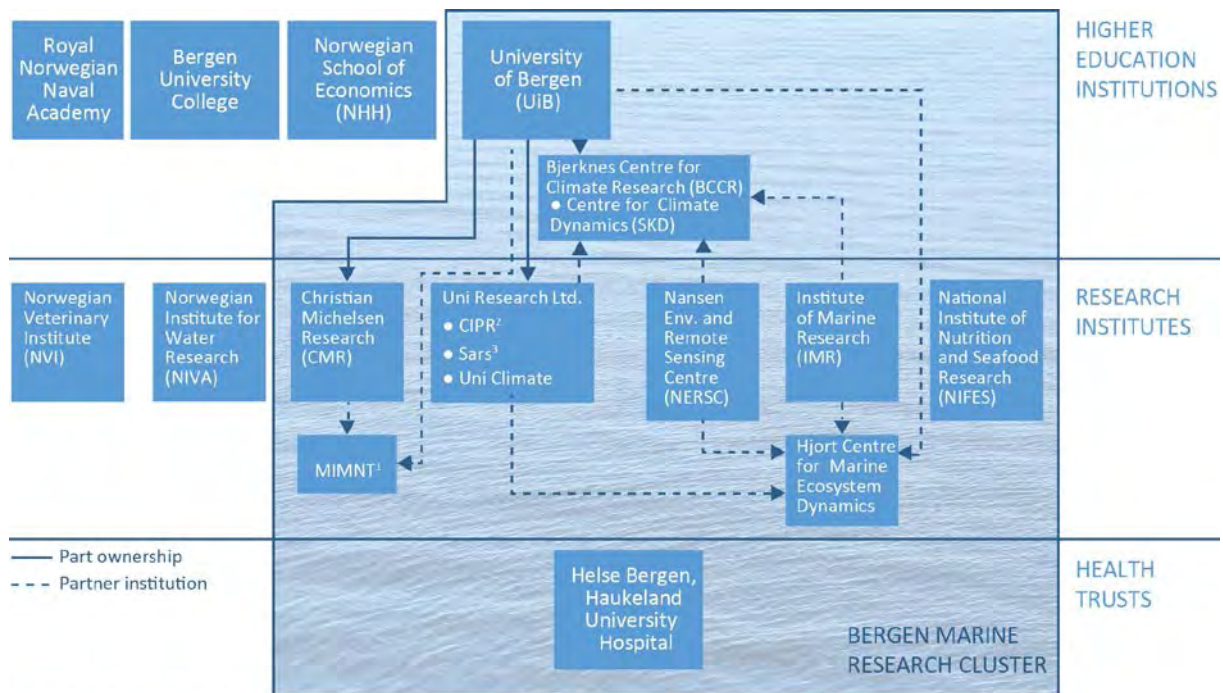 Royal
Norwegian
Naval
Academy
Bergen
University
College
Norwegian
School of
Economics
(NHH)
University
of Bergen
(UiB)
HIGHER
EDUCATION
INSTITUTIONS
Bjerknes Centre for
Climate Research (BCCR)
● Centre for Climate
Dynamics (SKD)
Norwegian
Veterinary
Institute
(NVI)
Norwegian
Institute for
Water
Research
(NIVA)
Christian
Michelsen
Research
(CMR)
Uni Research Ltd.
● CIPR²
● Sars³
● Uni Climate
Nansen
Env. and
Remote
Sensing
Centre
(NERSC)
Institute
of Marine
Research
(IMR)
National
Institute of
Nutrition
and Seafood
Research
(NIFES)
RESEARCH
INSTITUTES
MIMNT¹
Hjort Centre
for Marine
Ecosystem
Dynamics
Part ownership
Partner institution
Helse Bergen,
Haukeland
University
Hospital
HEALTH
TRUSTS
BERGEN MARINE
RESEARCH CLUSTER